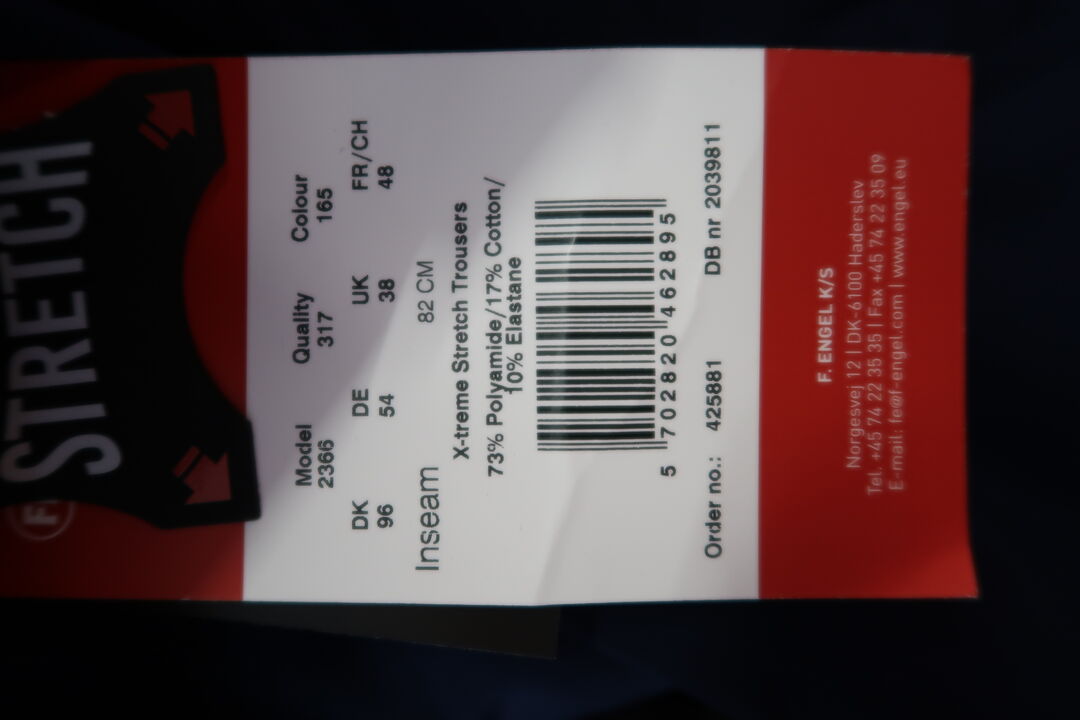 STRETCH
F
Model Quality Colour
2366 317 165
DK DE UK FR/CH
96 54 38 48
Inseam 82 CM
X-treme Stretch Trousers
73% Polyamide/17% Cotton/
10% Elastane
5 702820 462895
Order no.: 425881 DB nr 2039811
F. ENGEL K/S
Norgesvej 12 | DK-6100 Haderslev
Tel. +45 74 22 35 35 | Fax +45 74 22 35 09
E-mail: fe@f-engel.com | www.engel.eu